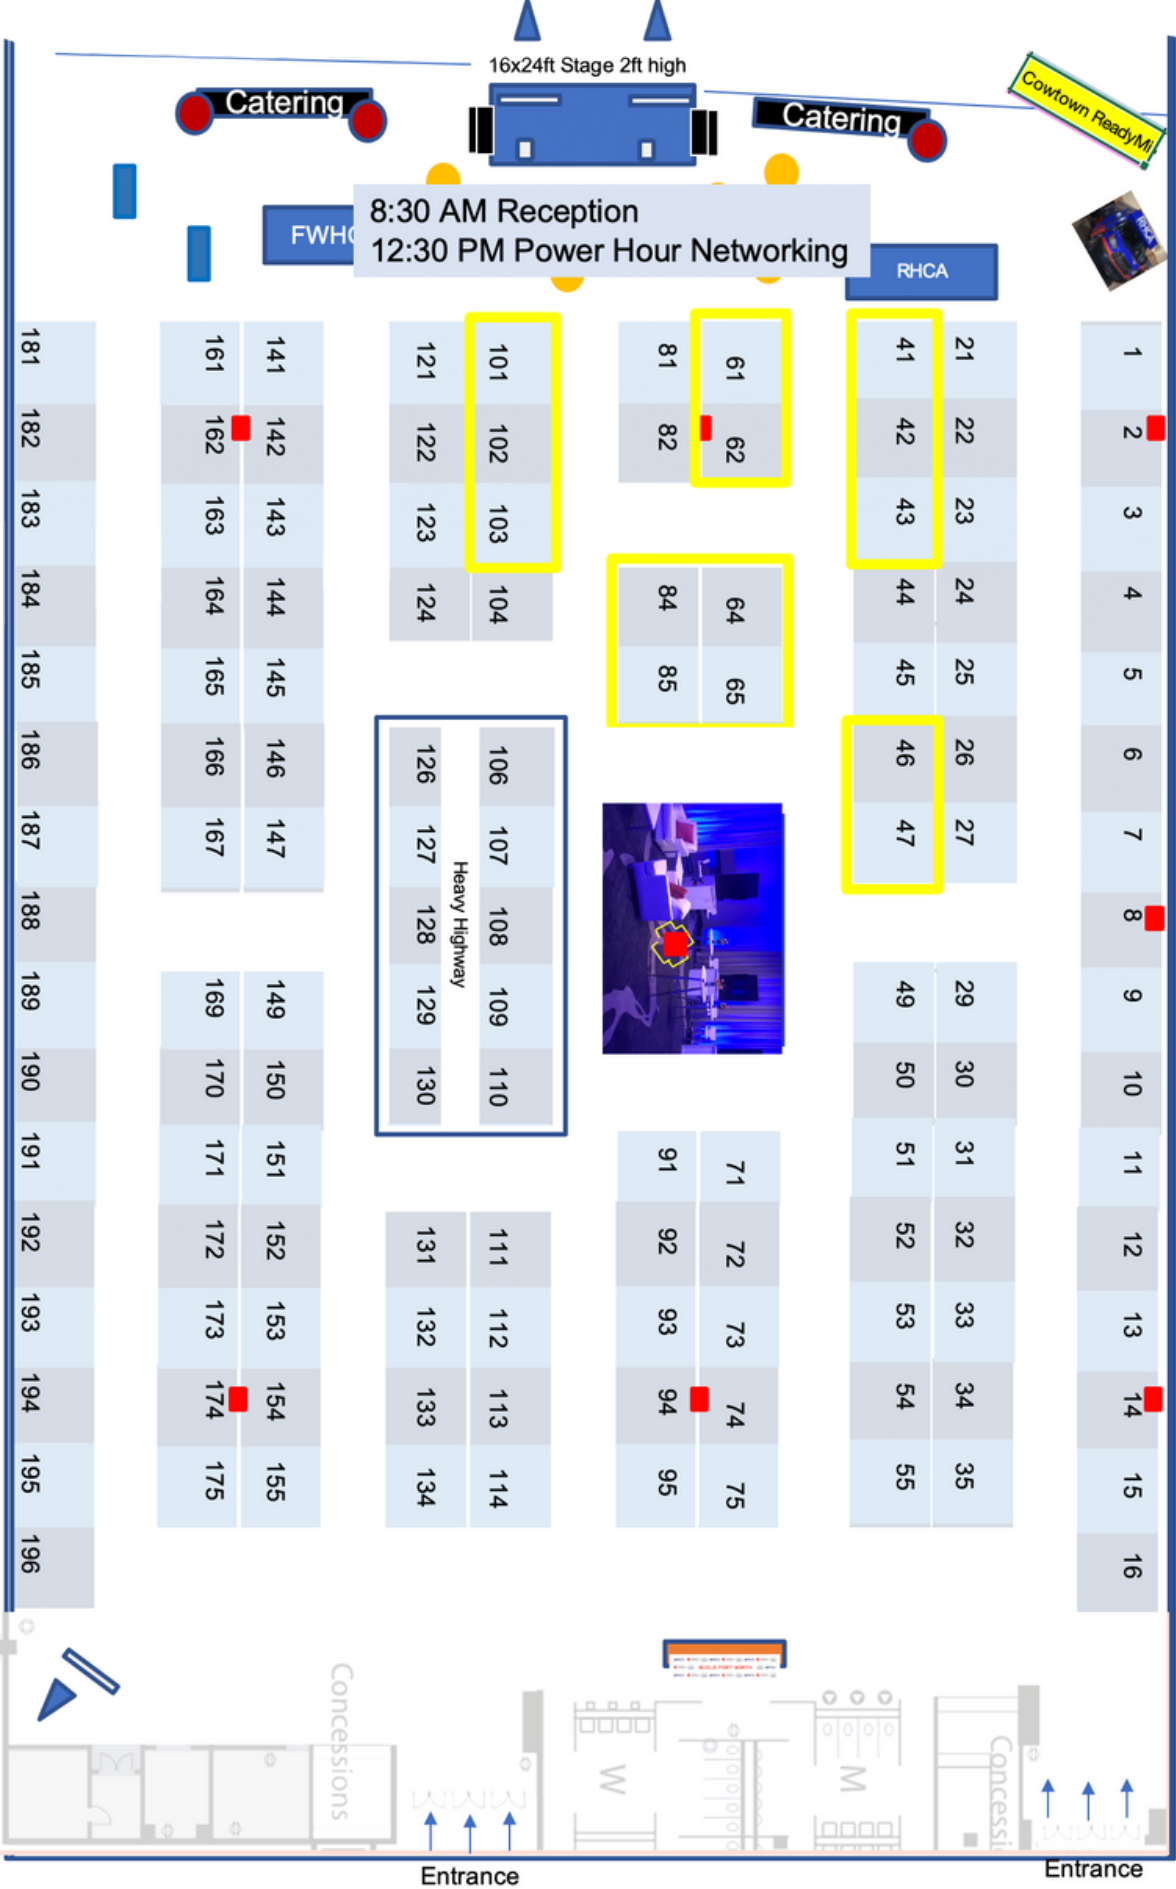 16x24ft Stage 2ft high
Catering
Catering
Cowtown ReadyMi
8:30 AM Reception
12:30 PM Power Hour Networking
FWHC
RHCA
RHCA
181 161 141 121 101 81 61 41 21 1
182 162 142 122 102 82 62 42 22 2
183 163 143 123 103 43 23 3
184 164 144 124 104 84 64 44 24 4
185 165 145 85 65 45 25 5
186 166 146 126 106 46 26 6
187 167 147 127 107 47 27 7
Heavy Highway
188 128 108 8
189 169 149 129 109 49 29 9
190 170 150 130 110 50 30 10
191 171 151 91 71 51 31 11
192 172 152 131 111 92 72 52 32 12
193 173 153 132 112 93 73 53 33 13
194 174 154 133 113 94 74 54 34 14
195 175 155 134 114 95 75 55 35 15
196 16
BUILD FORT WORTH
Concessions
W
M
Concessi
Entrance
Entrance